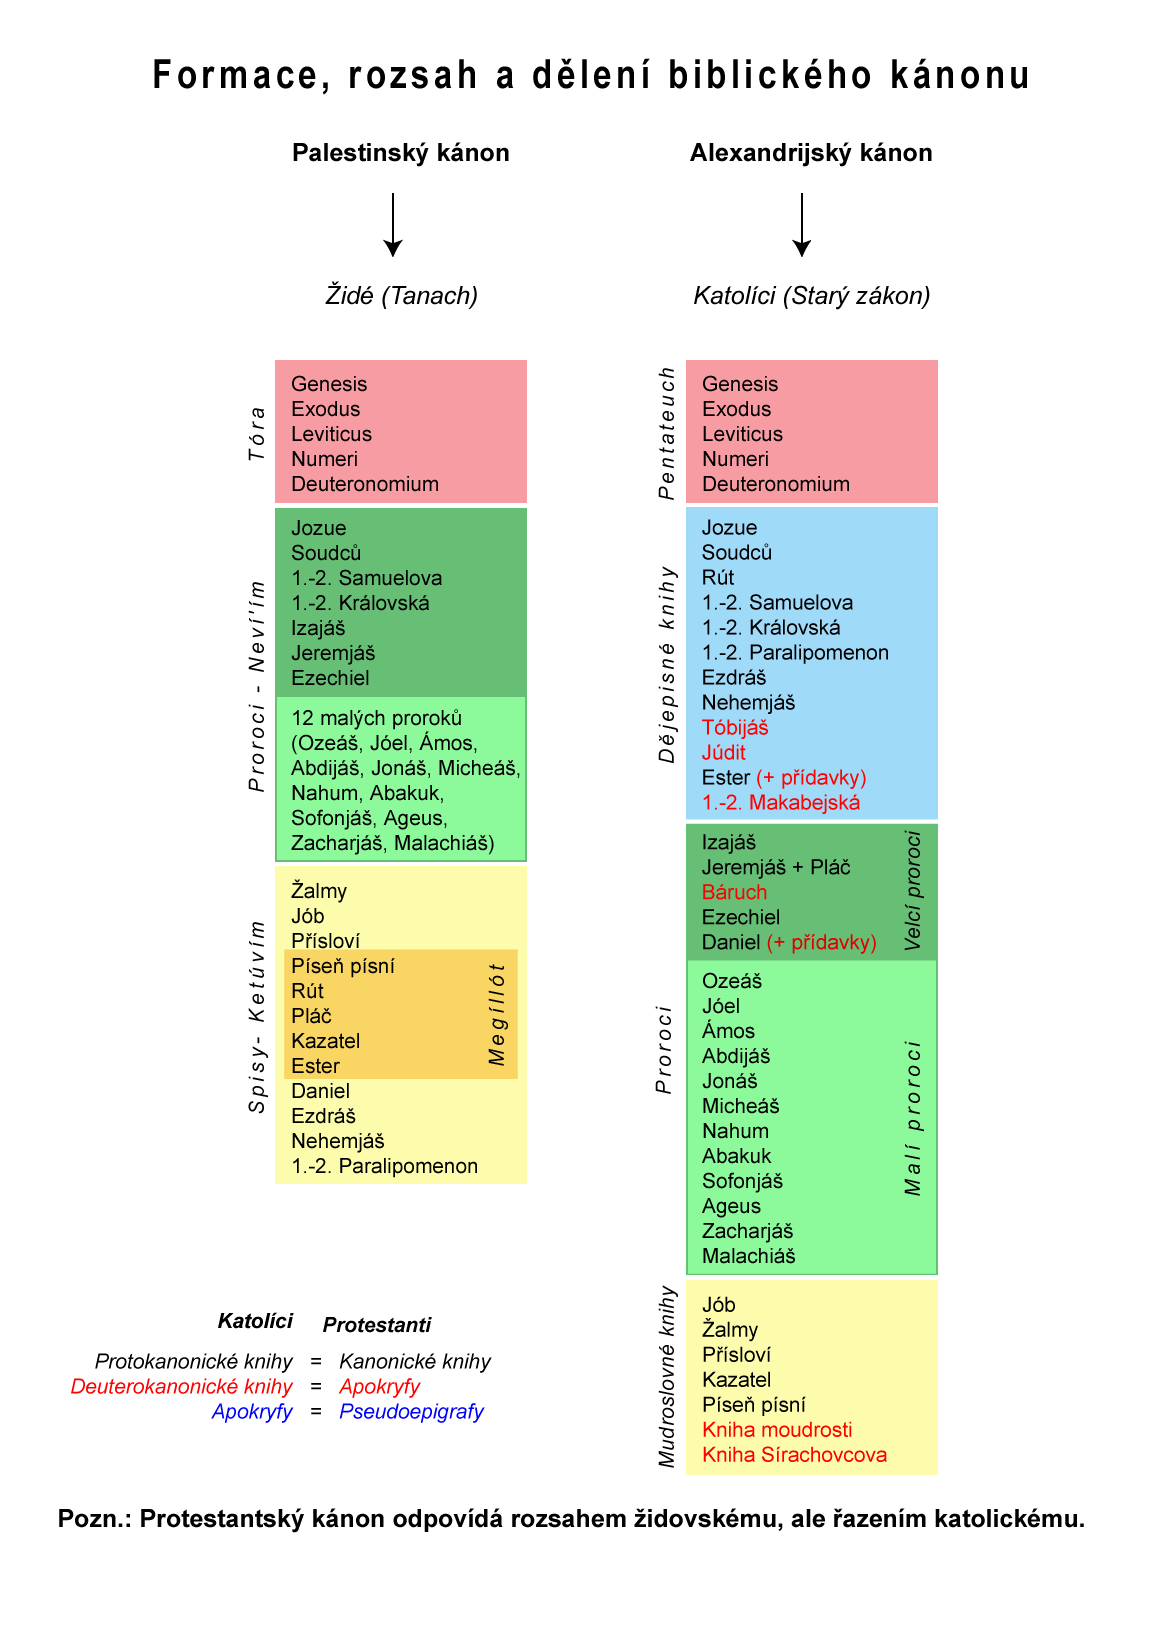 Formace, rozsah a dělení biblického kánonu
Palestinský kánon
Židé (Tanach)
Tóra
Genesis
Exodus
Leviticus
Numeri
Deuteronomium
Proroci - Neví'ím
Jozue
Soudců
1.-2. Samuelova
1.-2. Královská
Izajáš
Jeremjáš
Ezechiel
12 malých proroků
(Ozeáš, Jóel, Ámos,
Abdijáš, Jonáš, Micheáš,
Nahum, Abakuk,
Sofonjáš, Ageus,
Zacharjáš, Malachiáš)
Spisy- Ketúvím
Žalmy
Jób
Přísloví
Píseň písní
Rút
Pláč
Kazatel
Ester
Megillót
Daniel
Ezdráš
Nehemjáš
1.-2. Paralipomenon
Alexandrijský kánon
Katolíci (Starý zákon)
Pentateuch
Genesis
Exodus
Leviticus
Numeri
Deuteronomium
Dějepisné knihy
Jozue
Soudců
Rút
1.-2. Samuelova
1.-2. Královská
1.-2. Paralipomenon
Ezdráš
Nehemjáš
Tóbijáš
Júdit
Ester (+ přídavky)
1.-2. Makabejská
Proroci
Izajáš
Jeremjáš + Pláč
Báruch
Ezechiel
Daniel (+ přídavky)
Velcí proroci
Ozeáš
Jóel
Ámos
Abdijáš
Jonáš
Micheáš
Nahum
Abakuk
Sofonjáš
Ageus
Zacharjáš
Malachiáš
Malí proroci
Mudroslovné knihy
Jób
Žalmy
Přísloví
Kazatel
Píseň písní
Kniha moudrosti
Kniha Sírachovcova
Katolíci Protestanti
Protokanonické knihy = Kanonické knihy
Deuterokanonické knihy = Apokryfy
Apokryfy = Pseudoepigrafy
Pozn.: Protestantský kánon odpovídá rozsahem židovskému, ale řazením katolickému.